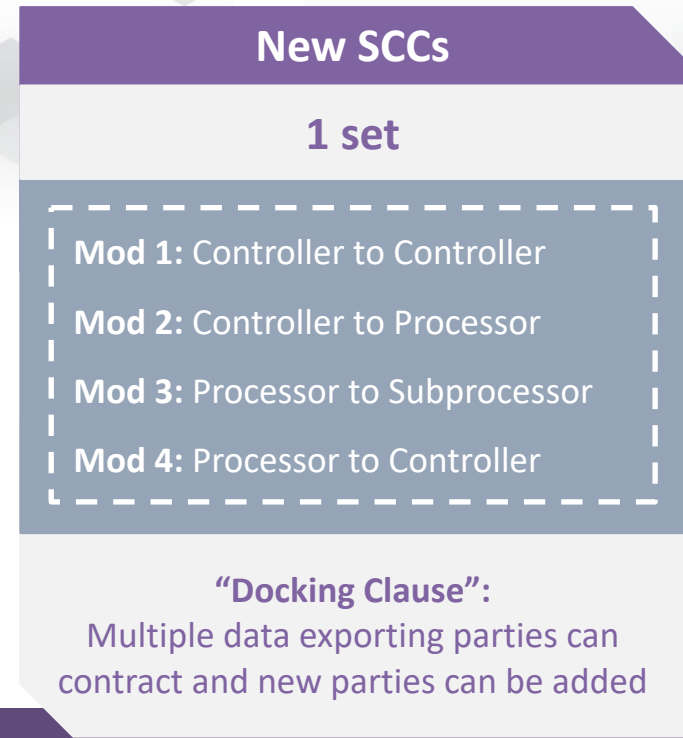 New SCCs
1 set
Mod 1: Controller to Controller
Mod 2: Controller to Processor
Mod 3: Processor to Subprocessor
Mod 4: Processor to Controller
“Docking Clause”:
Multiple data exporting parties can
contract and new parties can be added